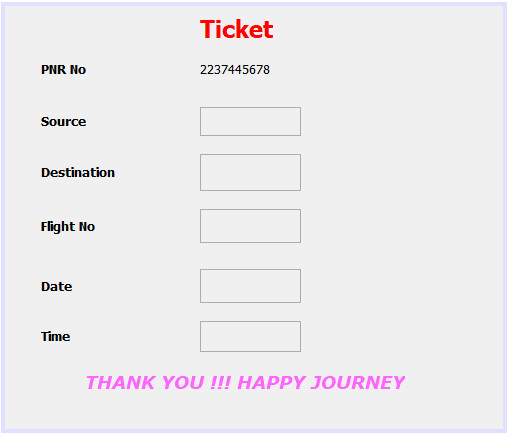 Ticket
PNR No 2237445678
Source
Destination
Flight No
Date
Time
THANK YOU !!! HAPPY JOURNEY